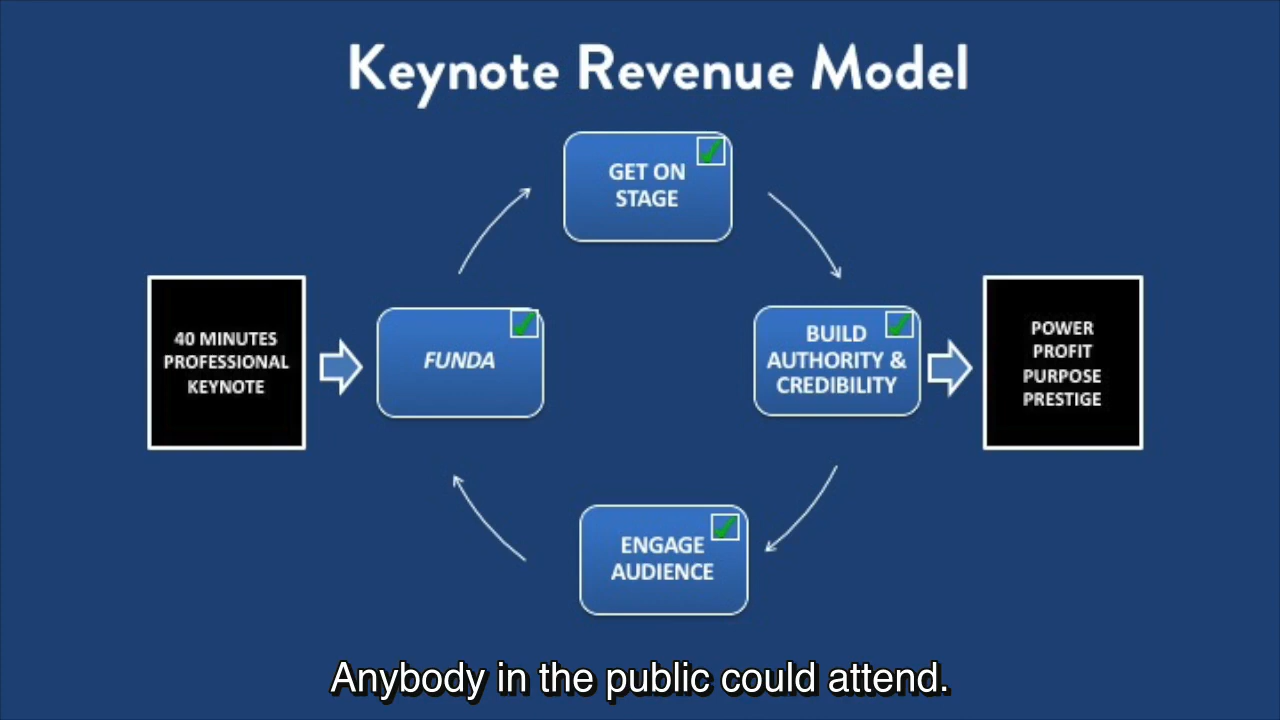 Keynote Revenue Model
GET ON
STAGE
40 MINUTES
PROFESSIONAL
KEYNOTE
FUNDA
BUILD
AUTHORITY &
CREDIBILITY
POWER
PROFIT
PURPOSE
PRESTIGE
ENGAGE
AUDIENCE
Anybody in the public could attend.